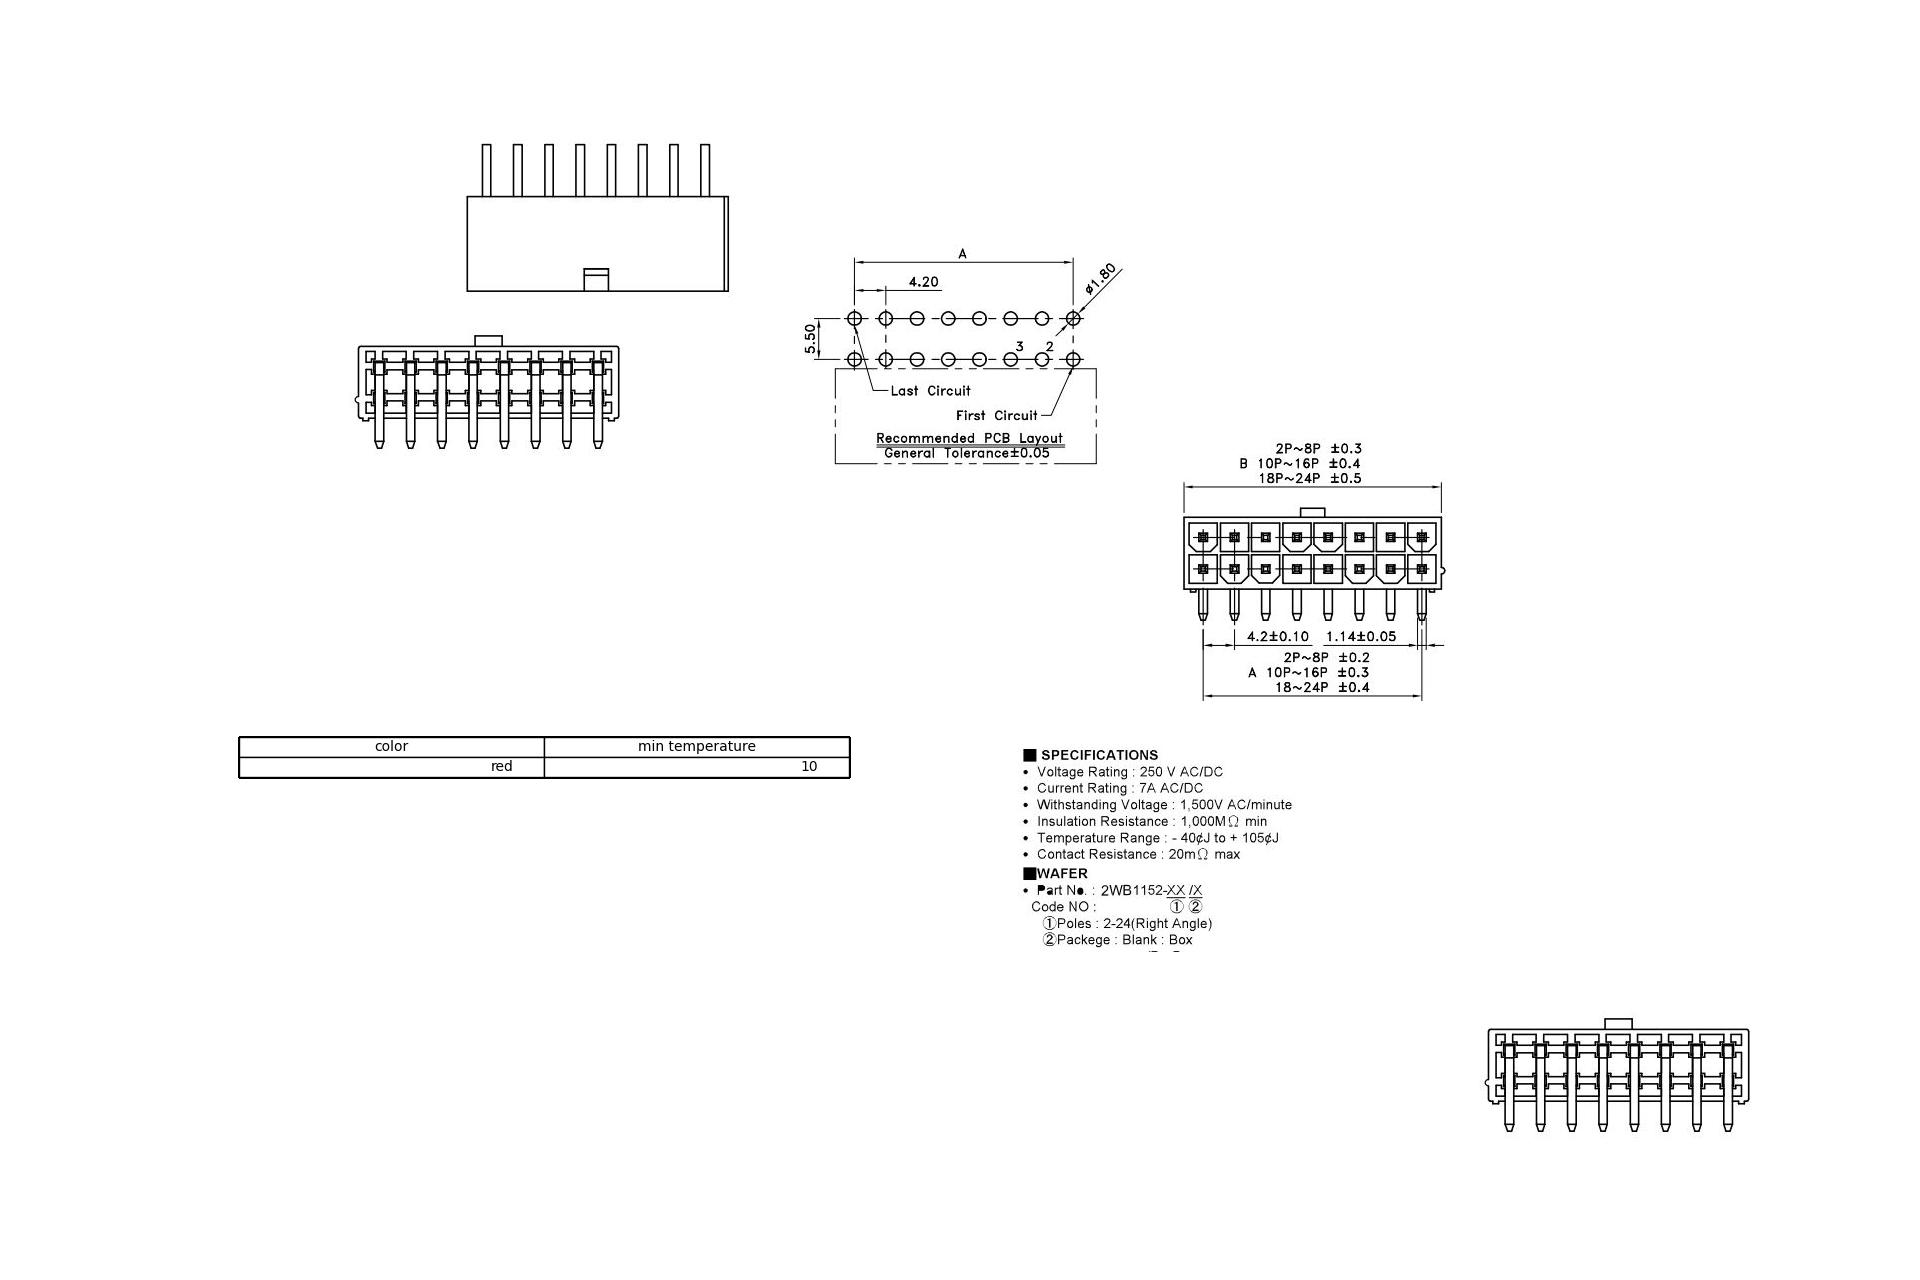 A
4.20
ø1.80
5.50
3 2
Last Circuit
First Circuit
Recommended PCB Layout
General Tolerance±0.05
2P~8P ±0.3
B 10P~16P ±0.4
18P~24P ±0.5
4.2±0.10 1.14±0.05
2P~8P ±0.2
A 10P~16P ±0.3
18~24P ±0.4
color min temperature
red 10
■ SPECIFICATIONS
• Voltage Rating : 250 V AC/DC
• Current Rating : 7A AC/DC
• Withstanding Voltage : 1,500V AC/minute
• Insulation Resistance : 1,000MΩ min
• Temperature Range : - 40¢J to + 105¢J
• Contact Resistance : 20mΩ max
■WAFER
• Part No. : 2WB1152-XX /X
Code NO : ① ②
①Poles : 2-24(Right Angle)
②Packege : Blank : Box